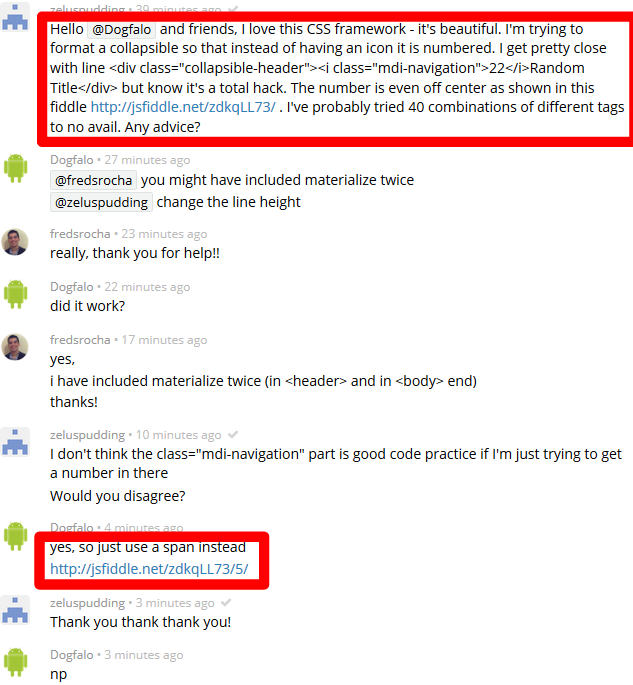 zeluspudding • 39 minutes ago
Hello @Dogfalo and friends, I love this CSS framework - it's beautiful. I'm trying to
format a collapsible so that instead of having an icon it is numbered. I get pretty close
with line <div class="collapsible-header"><i class="mdi-navigation">22</i>Random
Title</div> but know it's a total hack. The number is even off center as shown in this
fiddle http://jsfiddle.net/zdkqLL73/ . I've probably tried 40 combinations of different tags
to no avail. Any advice?
Dogfalo • 27 minutes ago
@fredsrocha you might have included materialize twice
@zeluspudding change the line height
fredsrocha • 23 minutes ago
really, thank you for help!!
Dogfalo • 22 minutes ago
did it work?
fredsrocha • 17 minutes ago
yes,
i have included materialize twice (in <header> and in <body> end)
thanks!
zeluspudding • 10 minutes ago
I don't think the class="mdi-navigation" part is good code practice if I'm just trying to get
a number in there
Would you disagree?
Dogfalo • 4 minutes ago
yes, so just use a span instead
http://jsfiddle.net/zdkqLL73/5/
zeluspudding • 3 minutes ago
Thank you thank thank you!
Dogfalo • 3 minutes ago
np